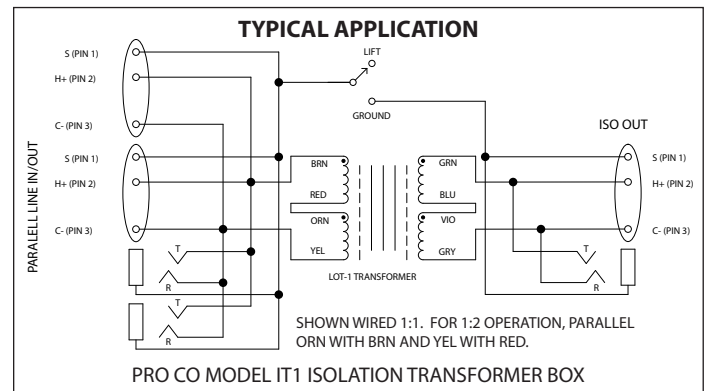 TYPICAL APPLICATION
LIFT
GROUND
S (PIN 1)
H+ (PIN 2)
C- (PIN 3)
S (PIN 1)
H+ (PIN 2)
C- (PIN 3)
PARALELL LINE IN/OUT
T
R
T
R
BRN
RED
ORN
YEL
GRN
BLU
VIO
GRY
LOT-1 TRANSFORMER
ISO OUT
S (PIN 1)
H+ (PIN 2)
C- (PIN 3)
T
R
SHOWN WIRED 1:1. FOR 1:2 OPERATION, PARALLEL
ORN WITH BRN AND YEL WITH RED.
PRO CO MODEL IT1 ISOLATION TRANSFORMER BOX